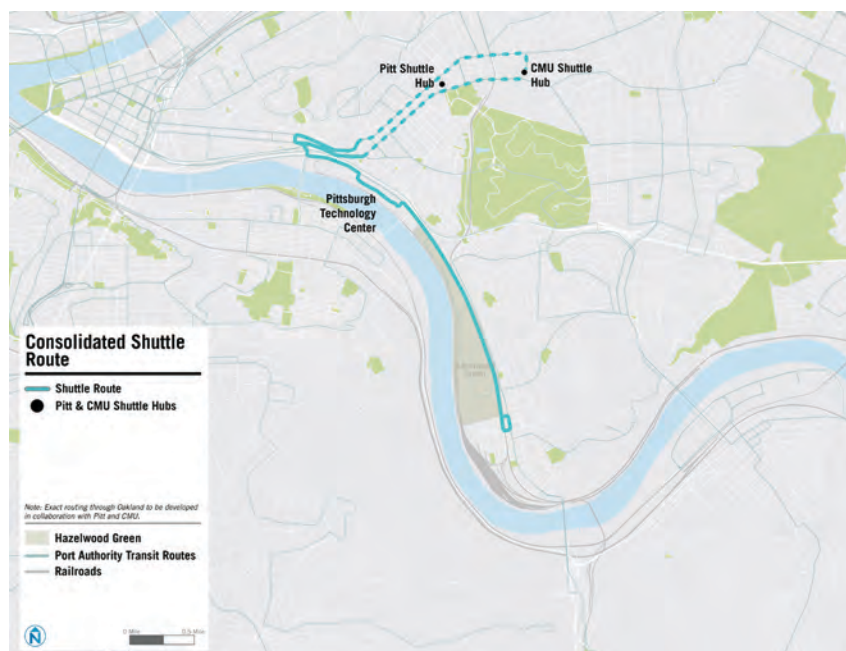 Pitt Shuttle
Hub
CMU Shuttle
Hub
Pittsburgh
Technology
Center
Consolidated Shuttle
Route
Shuttle Route
Pitt & CMU Shuttle Hubs
Note: Exact routing through Oakland to be developed
in collaboration with Pitt and CMU.
Hazelwood Green
Port Authority Transit Routes
Railroads
N
0 Mile
0.5 Mile